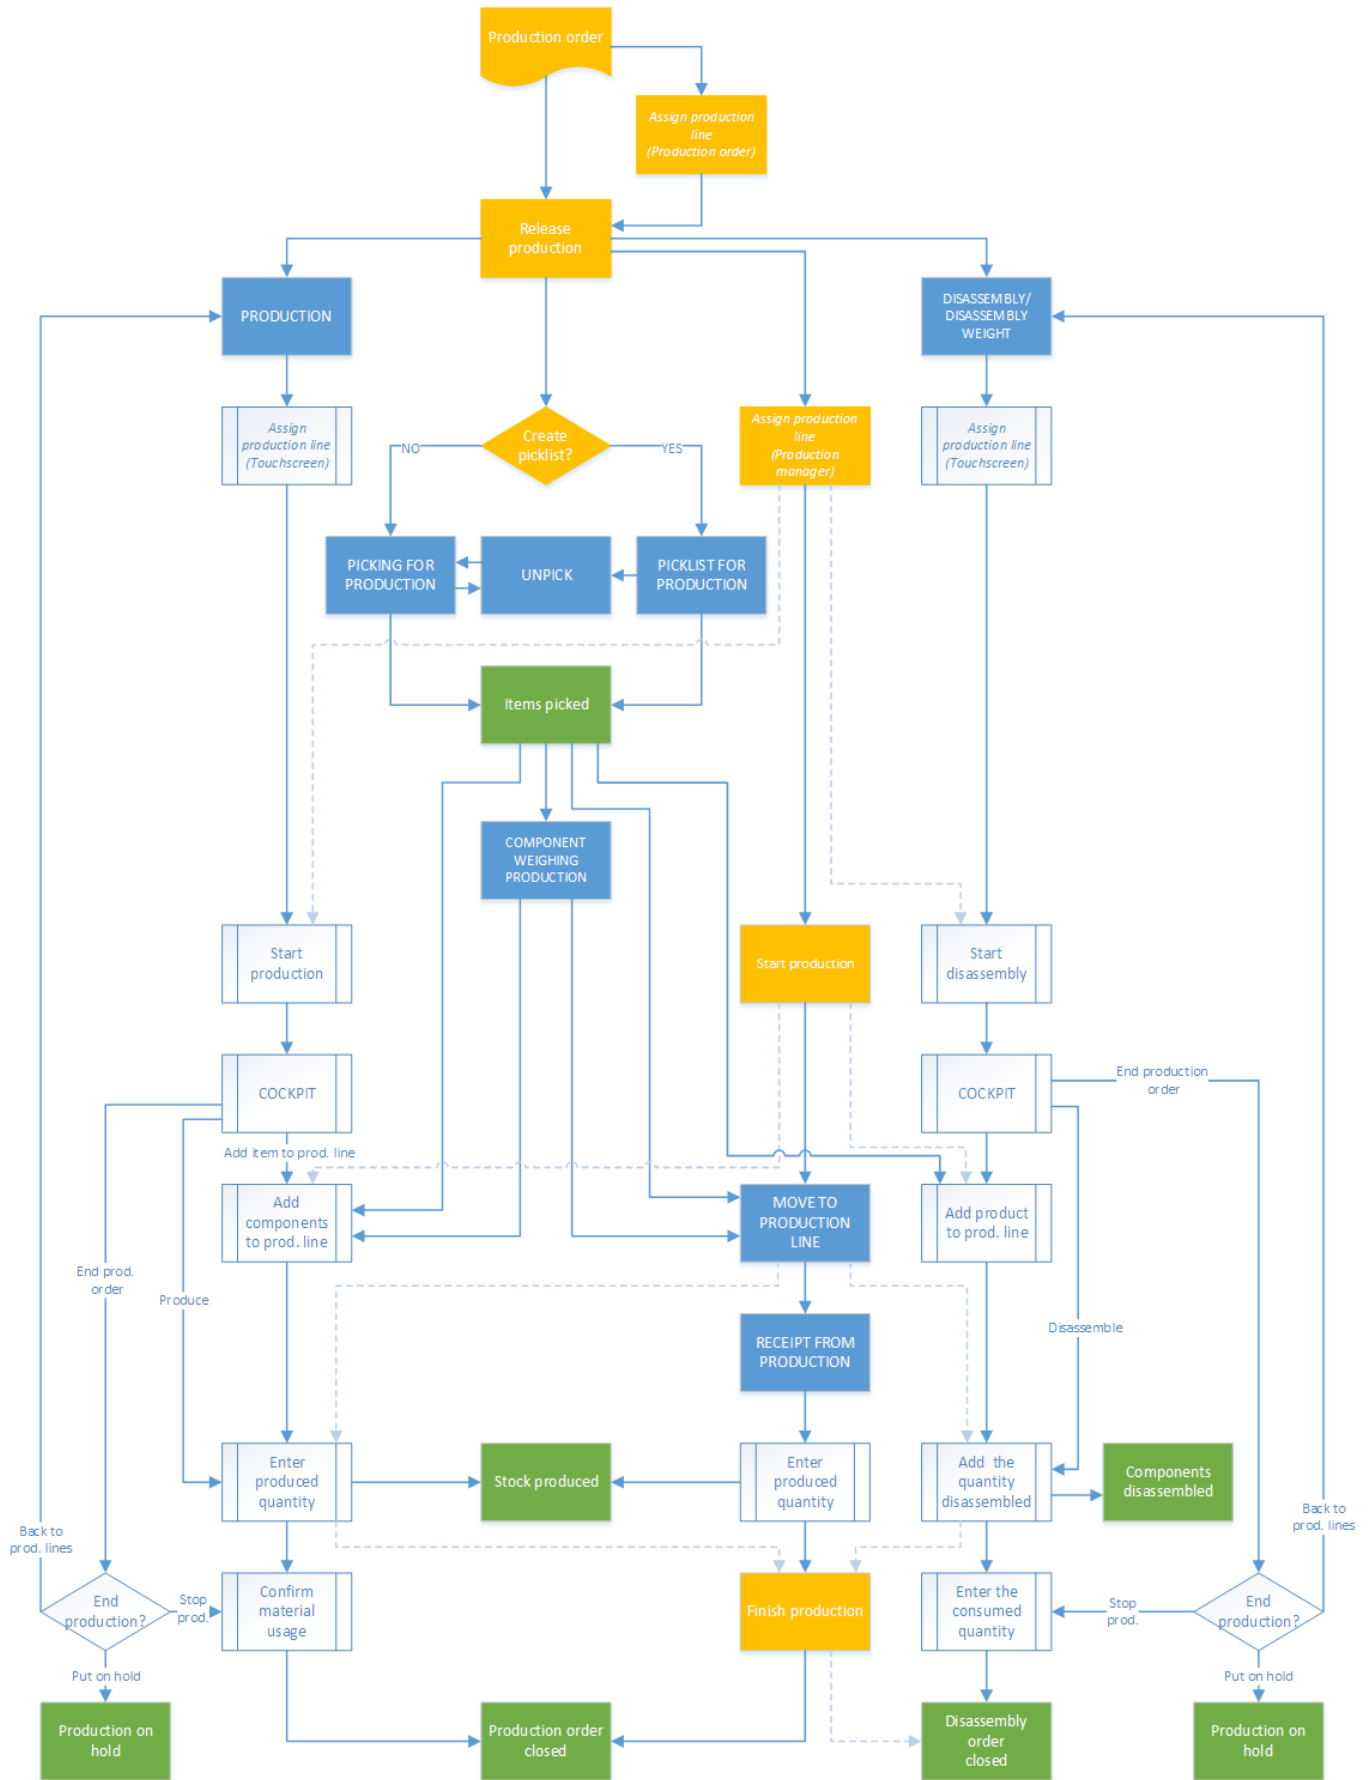 Production order
Assign production
line
(Production order)
Release
production
PRODUCTION
DISASSEMBLY/
DISASSEMBLY
WEIGHT
Assign
production line
(Touchscreen)
Create
picklist?
NO
YES
Assign production
line
(Production
manager)
Assign
production line
(Touchscreen)
PICKING FOR
PRODUCTION
UNPICK
PICKLIST FOR
PRODUCTION
Items picked
COMPONENT
WEIGHING
PRODUCTION
Start
production
Start production
Start
disassembly
COCKPIT
COCKPIT
End production
order
Add item to prod. line
Add
components
to prod. line
MOVE TO
PRODUCTION
LINE
Add product
to prod. line
End prod.
order
Produce
Disassemble
RECEIPT FROM
PRODUCTION
Enter
produced
quantity
Stock produced
Enter
produced
quantity
Add the
quantity
disassembled
Components
disassembled
Back to
prod. lines
Back to
prod. lines
End
production?
Stop
prod.
Confirm
material
usage
Finish production
Enter the
consumed
quantity
Stop
prod.
End
production?
Put on hold
Put on hold
Production on
hold
Production order
closed
Disassembly
order
closed
Production on
hold